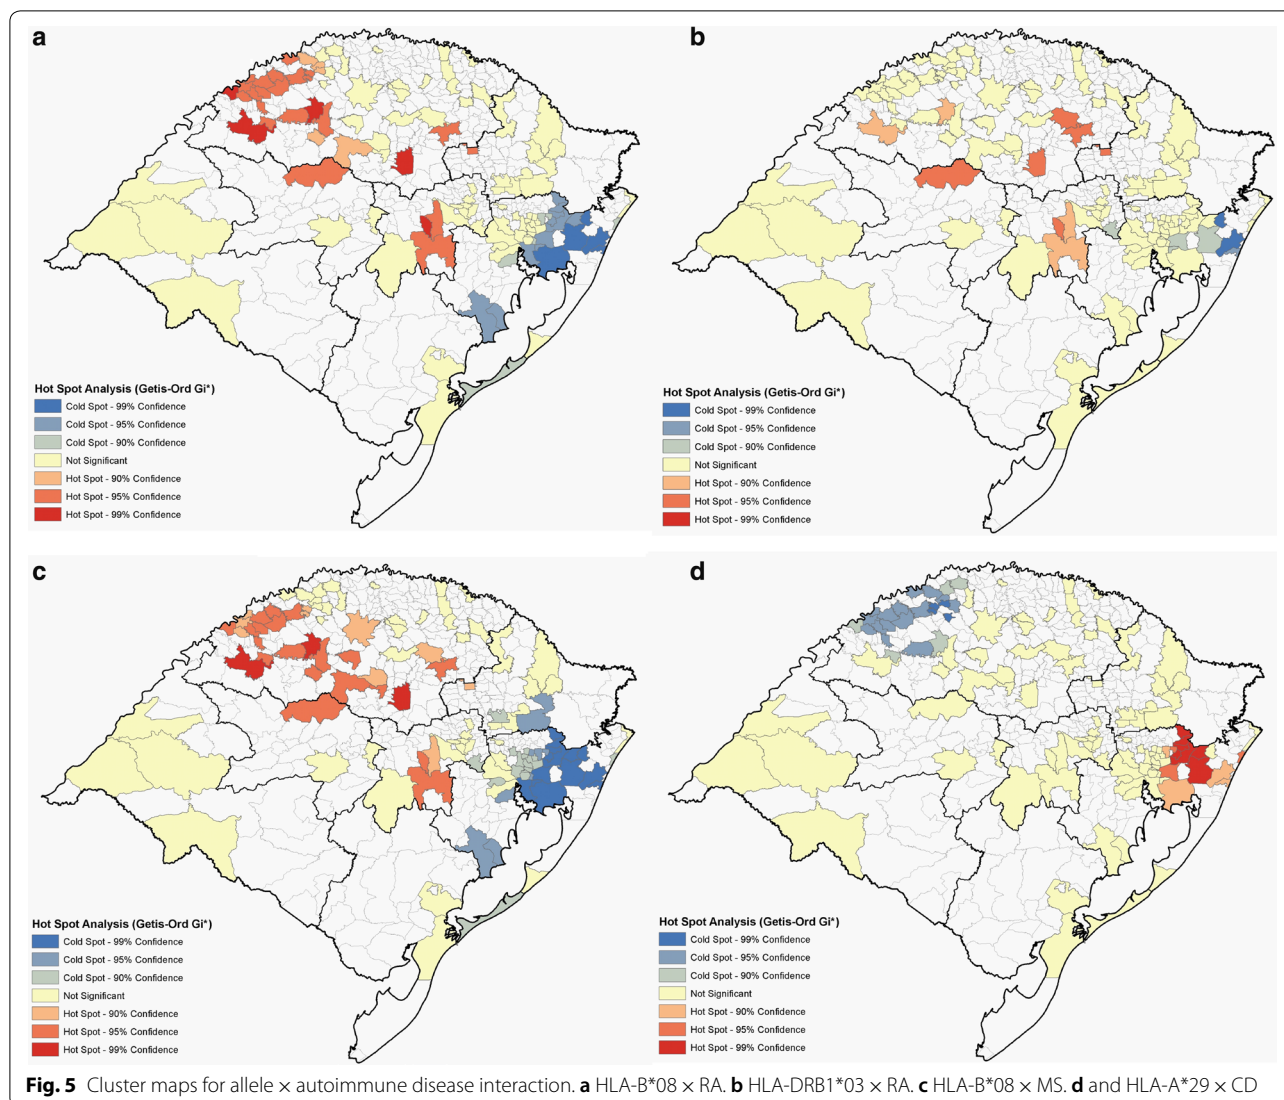 a
b
Hot Spot Analysis (Getis-Ord Gi*)
Cold Spot - 99% Confidence
Cold Spot - 95% Confidence
Cold Spot - 90% Confidence
Not Significant
Hot Spot - 90% Confidence
Hot Spot - 95% Confidence
Hot Spot - 99% Confidence
Hot Spot Analysis (Getis-Ord Gi*)
Cold Spot - 99% Confidence
Cold Spot - 95% Confidence
Cold Spot - 90% Confidence
Not Significant
Hot Spot - 90% Confidence
Hot Spot - 95% Confidence
Hot Spot - 99% Confidence
c
d
Hot Spot Analysis (Getis-Ord Gi*)
Cold Spot - 99% Confidence
Cold Spot - 95% Confidence
Cold Spot - 90% Confidence
Not Significant
Hot Spot - 90% Confidence
Hot Spot - 95% Confidence
Hot Spot - 99% Confidence
Hot Spot Analysis (Getis-Ord Gi*)
Cold Spot - 99% Confidence
Cold Spot - 95% Confidence
Cold Spot - 90% Confidence
Not Significant
Hot Spot - 90% Confidence
Hot Spot - 95% Confidence
Hot Spot - 99% Confidence
Fig. 5 Cluster maps for allele × autoimmune disease interaction. a HLA-B*08 × RA. b HLA-DRB1*03 × RA. c HLA-B*08 × MS. d and HLA-A*29 × CD